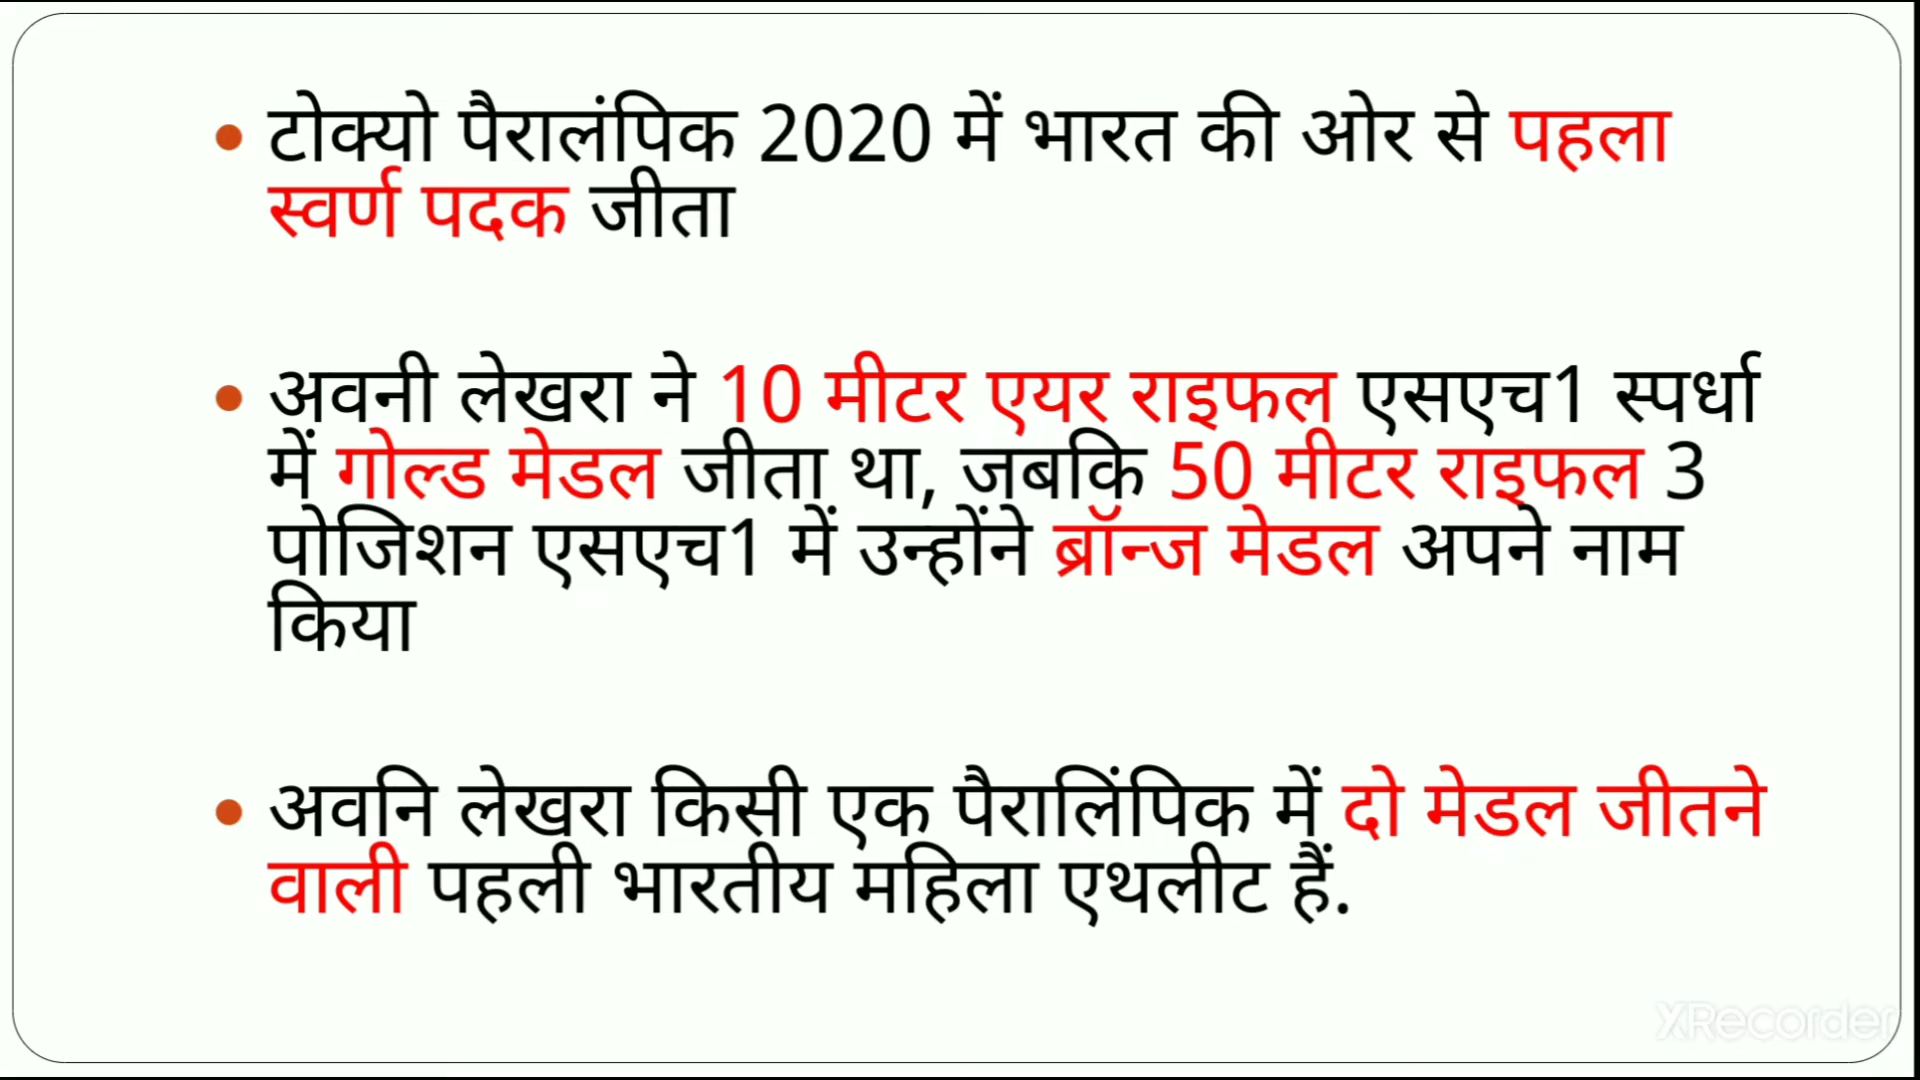 टोक्यो पैरालंपिक 2020 में भारत की ओर से पहला
स्वर्ण पदक जीता
अवनी लेखरा ने 10 मीटर एयर राइफल एसएच1 स्पर्धा
में गोल्ड मेडल जीता था, जबकि 50 मीटर राइफल 3
पोजिशन एसएच1 में उन्होंने ब्रॉन्ज मेडल अपने नाम
किया
अवनि लेखरा किसी एक पैरालिंपिक में दो मेडल जीतने
वाली पहली भारतीय महिला एथलीट हैं.
XRecorder